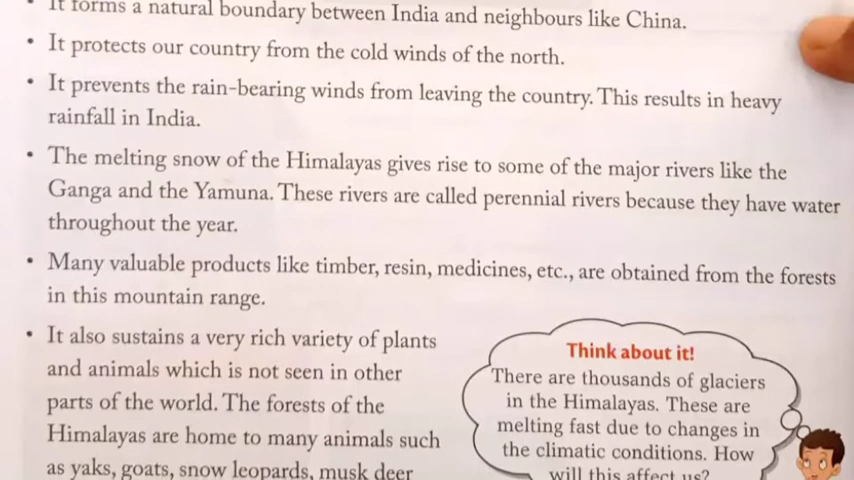 • It forms a natural boundary between India and neighbours like China.
• It protects our country from the cold winds of the north.
• It prevents the rain-bearing winds from leaving the country. This results in heavy
rainfall in India.
• The melting snow of the Himalayas gives rise to some of the major rivers like the
Ganga and the Yamuna. These rivers are called perennial rivers because they have water
throughout the year.
• Many valuable products like timber, resin, medicines, etc., are obtained from the forests
in this mountain range.
• It also sustains a very rich variety of plants
and animals which is not seen in other
parts of the world. The forests of the
Himalayas are home to many animals such
as yaks, goats, snow leopards, musk deer
Think about it!
There are thousands of glaciers
in the Himalayas. These are
melting fast due to changes in
the climatic conditions. How
will this affect us?